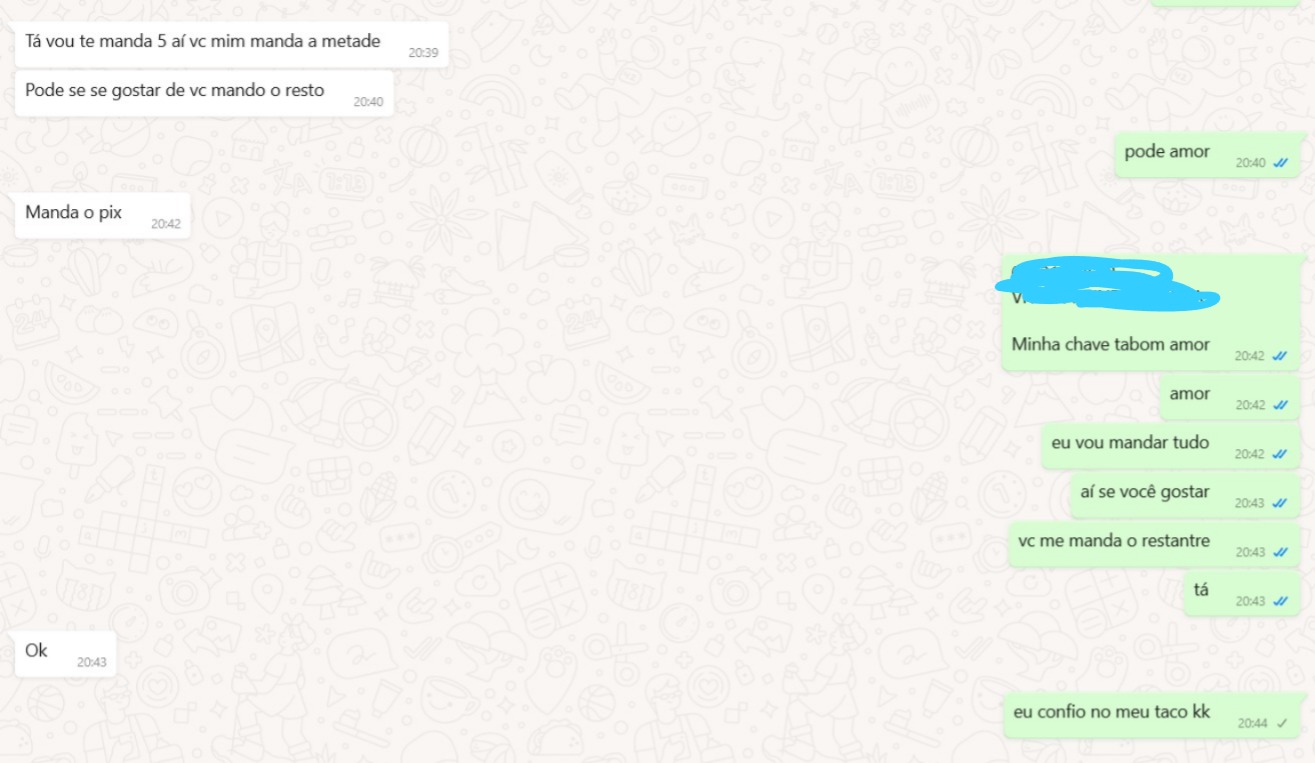 Tá vou te manda 5 aí vc mim manda a metade
20:39
Pode se se gostar de vc mando o resto
20:40
pode amor
20:40
Manda o pix
20:42
Minha chave tabom amor
20:42
amor
20:42
eu vou mandar tudo
20:42
aí se você gostar
20:43
vc me manda o restantre
20:43
tá
20:43
Ok
20:43
eu confio no meu taco kk
20:44